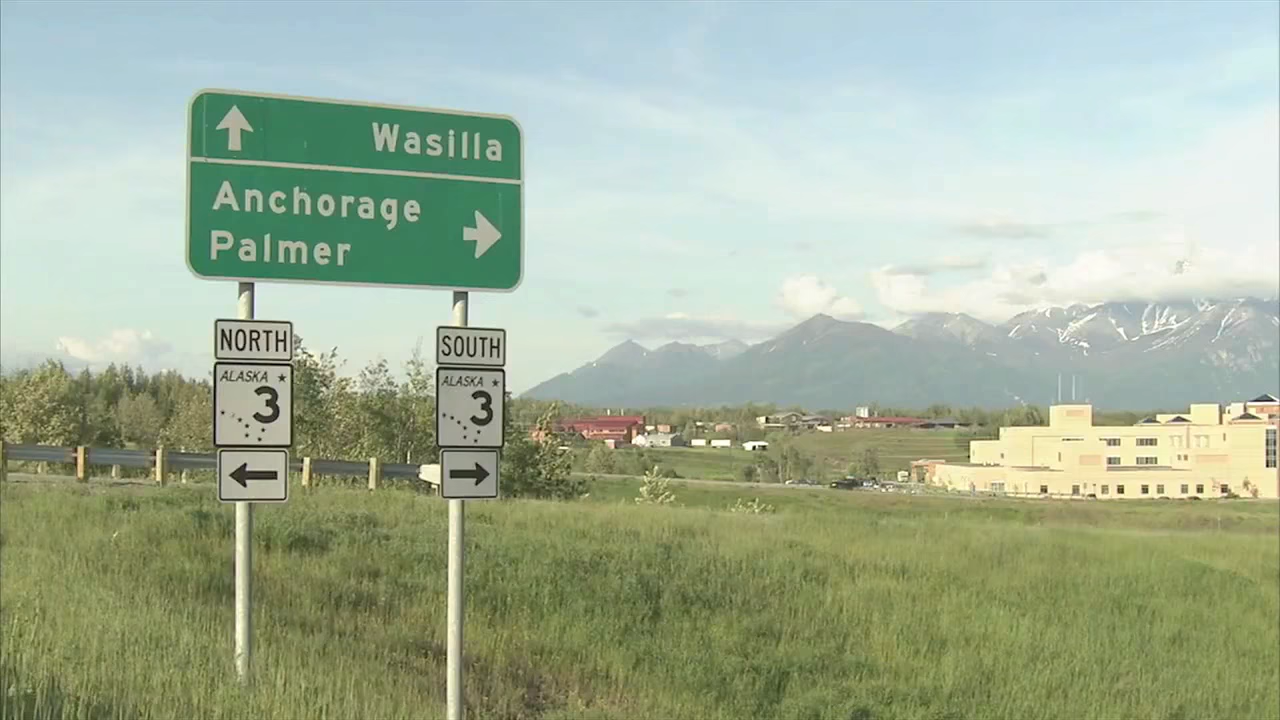 Wasilla
Anchorage
Palmer
NORTH
ALASKA
3
SOUTH
ALASKA
3